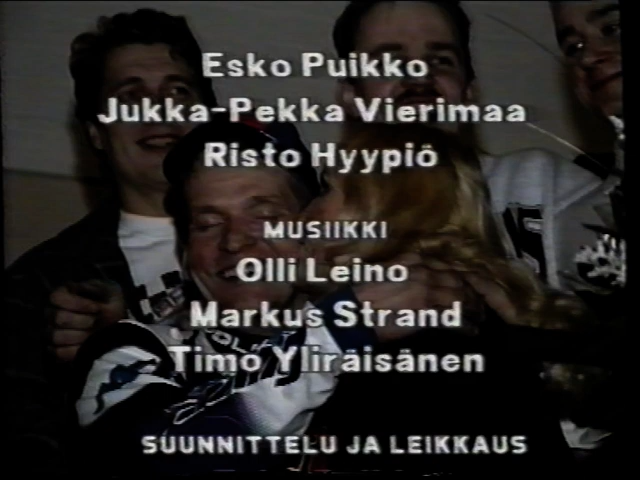 Esko Puikko
Jukka-Pekka Vierimaa
Risto Hyypiö
MUSIIKKI
Olli Leino
Markus Strand
Timo Yliräisänen
SUUNNITTELU JA LEIKKAUS